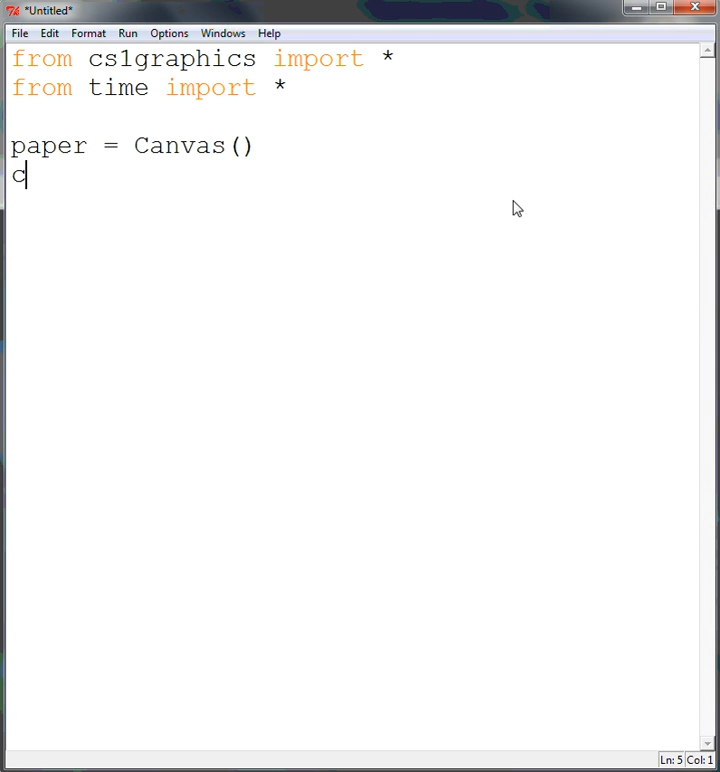 *Untitled*
File Edit Format Run Options Windows Help
from cs1graphics import *
from time import *
paper = Canvas()
c
Ln: 5 Col: 1